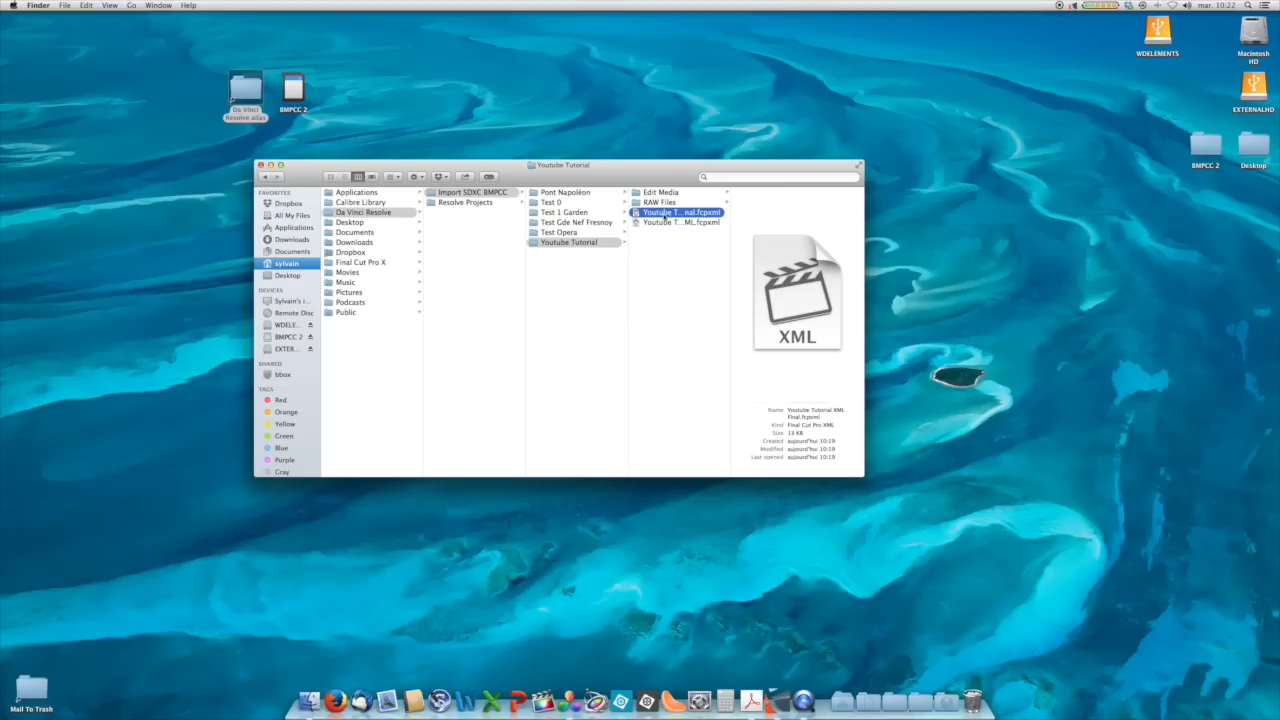 Finder File Edit View Go Window Help
mar. 10:22
WDELEMENTS
Macintosh
HD
EXTERNALHD
BMPCC 2
Desktop
Da Vinci
Resolve alias
BMPCC 2
Youtube Tutorial
FAVORITES
Dropbox
All My Files
Applications
Downloads
Documents
sylvain
Desktop
DEVICES
Sylvain's i...
Remote Disc
WDELE...
BMPCC 2
EXTER...
SHARED
bbox
TAGS
Red
Orange
Yellow
Green
Blue
Purple
Gray
Applications
Calibre Library
Da Vinci Resolve
Desktop
Documents
Downloads
Dropbox
Final Cut Pro X
Movies
Music
Pictures
Podcasts
Public
Import SDXC BMPCC
Resolve Projects
Pont Napoléon
Test 0
Test 1 Garden
Test Gde Nef Fresnoy
Test Opera
Youtube Tutorial
Edit Media
RAW Files
Youtube T...nal.fcpxml
Youtube T...ML.fcpxml
XML
Name Youtube Tutorial XML
Final.fcpxml
Kind Final Cut Pro XML
Size 13 KB
Created aujourd'hui 10:19
Modified aujourd'hui 10:19
Last opened aujourd'hui 10:19
Mail To Trash